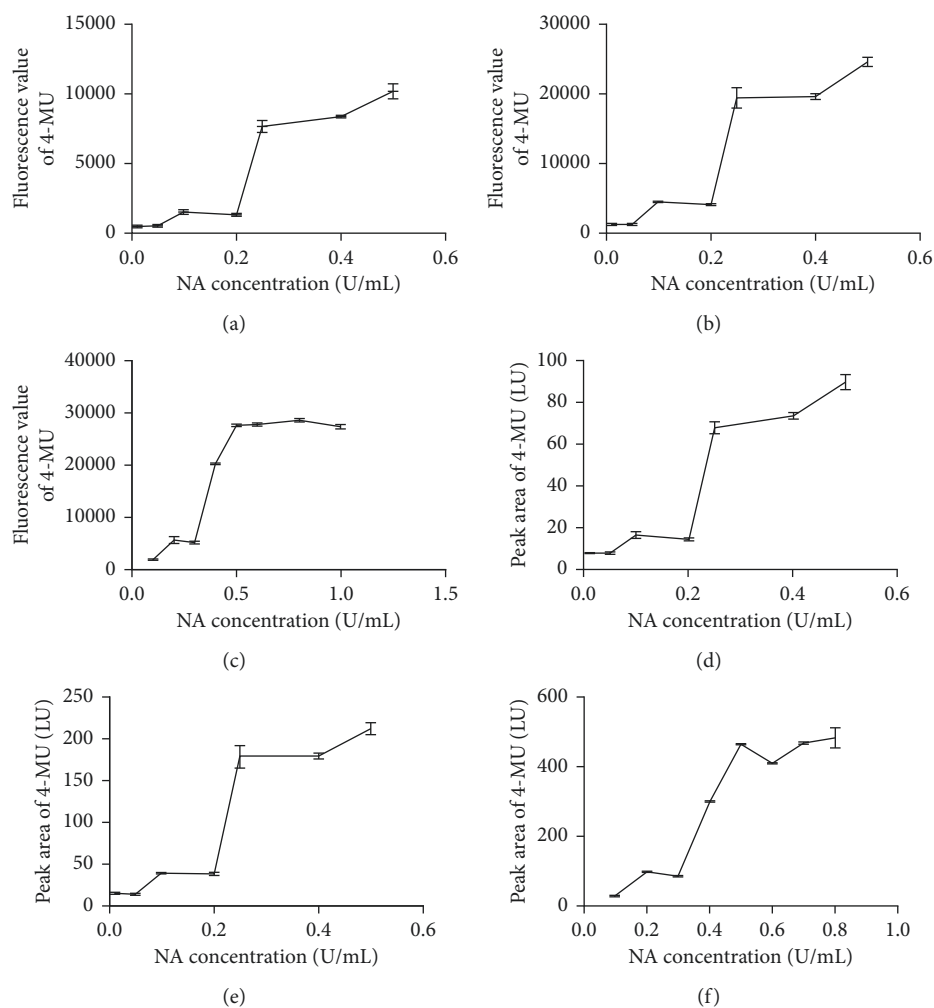 15000
10000
5000
0
Fluorescence value
of 4-MU
0.0 0.2 0.4 0.6
NA concentration (U/mL)
(a)
30000
20000
10000
0
Fluorescence value
of 4-MU
0.0 0.2 0.4 0.6
NA concentration (U/mL)
(b)
40000
30000
20000
10000
0
Fluorescence value
of 4-MU
0.0 0.5 1.0 1.5
NA concentration (U/mL)
(c)
100
80
60
40
20
0
Peak area of 4-MU (LU)
0.0 0.2 0.4 0.6
NA concentration (U/mL)
(d)
250
200
150
100
50
0
Peak area of 4-MU (LU)
0.0 0.2 0.4 0.6
NA concentration (U/mL)
(e)
600
400
200
0
Peak area of 4-MU (LU)
0.0 0.2 0.4 0.6 0.8 1.0
NA concentration (U/mL)
(f)